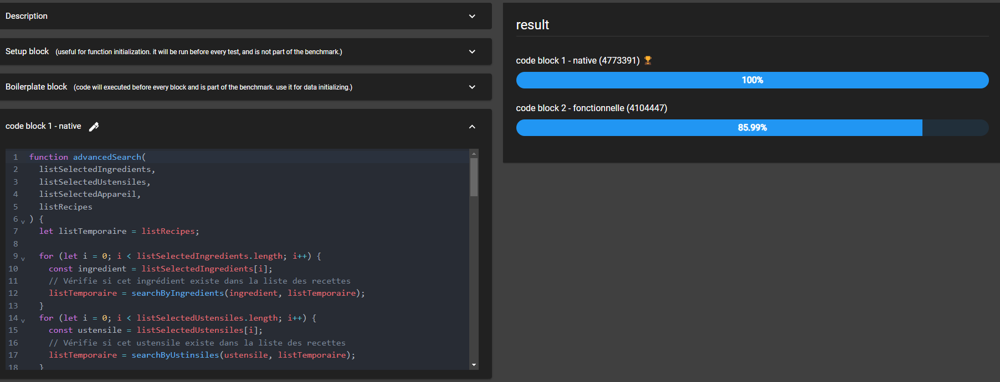 Description
Setup block (useful for function initialization. it will be run before every test, and is not part of the benchmark.)
Boilerplate block (code will executed before every block and is part of the benchmark. use it for data initializing.)
code block 1 - native
1 function advancedSearch(
2 listSelectedIngredients,
3 listSelectedUstensiles,
4 listSelectedAppareil,
5 listRecipes
6 ) {
7 let listTemporaire = listRecipes;
8
9 for (let i = 0; i < listSelectedIngredients.length; i++) {
10 const ingredient = listSelectedIngredients[i];
11 // Vérifie si cet ingrédient existe dans la liste des recettes
12 listTemporaire = searchByIngredients(ingredient, listTemporaire);
13 }
14 for (let i = 0; i < listSelectedUstensiles.length; i++) {
15 const ustensile = listSelectedUstensiles[i];
16 // Vérifie si cet ustensile existe dans la liste des recettes
17 listTemporaire = searchByUstinsiles(ustensile, listTemporaire);
18 }
result
code block 1 - native (4773391) 🏆
100%
code block 2 - fonctionnelle (4104447)
85.99%